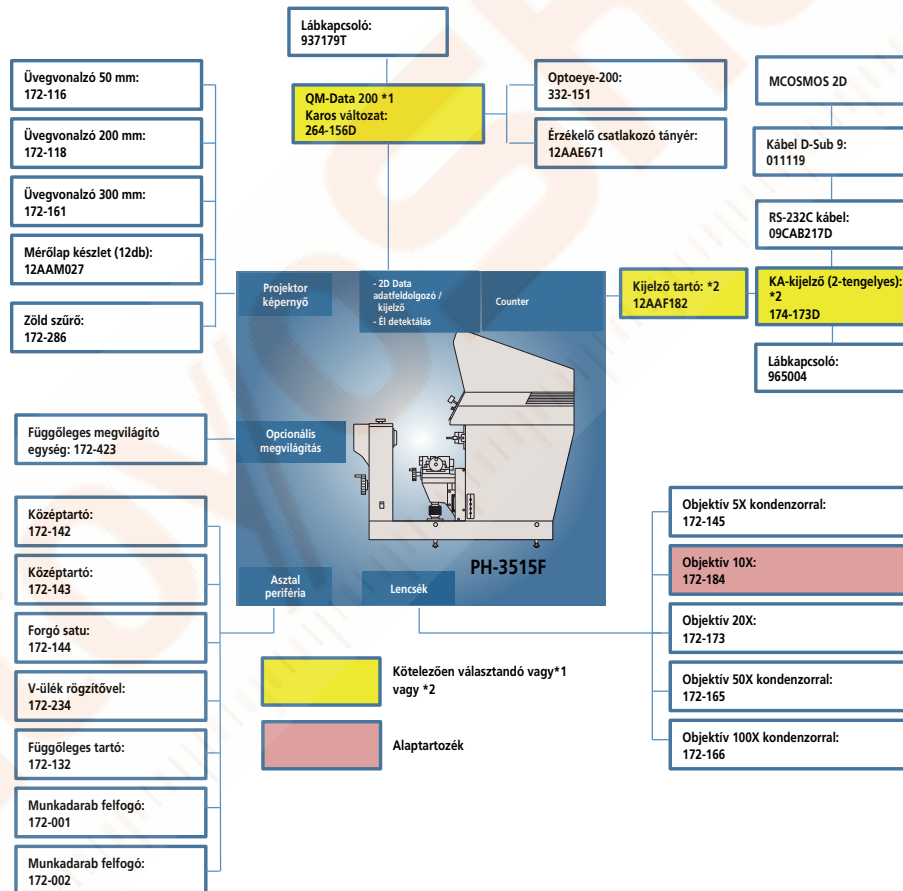 Lábkapcsoló:
937179T
Üvegvonalzó 50 mm:
172-116
Üvegvonalzó 200 mm:
172-118
Üvegvonalzó 300 mm:
172-161
Mérőlap készlet (12db):
12AAM027
Zöld szűrő:
172-286
QM-Data 200 *1
Karos változat:
264-156D
Optoeye-200:
332-151
Érzékelő csatlakozó tányér:
12AAE671
MCOSMOS 2D
Kábel D-Sub 9:
011119
RS-232C kábel:
09CAB217D
Kijelző tartó: *2
12AAF182
KA-kijelző (2-tengelyes):
*2
174-173D
Lábkapcsoló:
965004
Projektor
képernyő
- 2D Data
adatfeldolgozó /
kijelző
- Él detektálás
Counter
Függőleges megvilágító
egység: 172-423
Opcionális
megvilágítás
PH-3515F
Asztal
periféria
Lencsék
Középtartó:
172-142
Középtartó:
172-143
Forgó satu:
172-144
V-ülék rögzítővel:
172-234
Függőleges tartó:
172-132
Munkadarab felfogó:
172-001
Munkadarab felfogó:
172-002
Objektív 5X kondenzorral:
172-145
Objektív 10X:
172-184
Objektív 20X:
172-173
Objektív 50X kondenzorral:
172-165
Objektív 100X kondenzorral:
172-166
Kötelezően választandó vagy*1
vagy *2
Alaptartozék